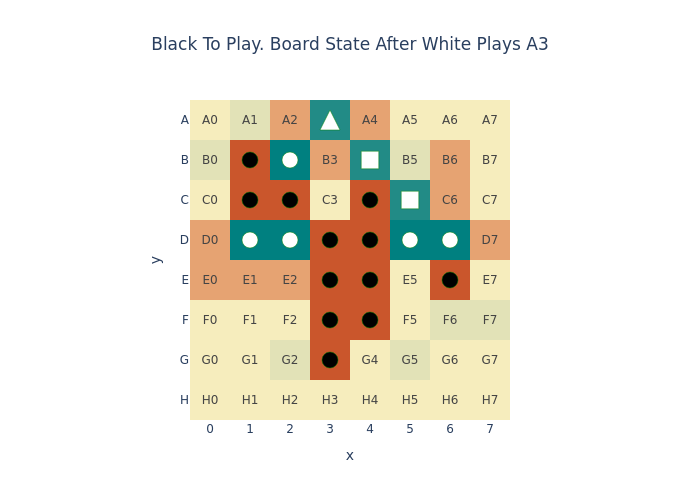 Black To Play. Board State After White Plays A3
A A0 A1 A2 A4 A5 A6 A7
B B0 B3 B5 B6 B7
C C0 C3 C6 C7
D D0 D7
E E0 E1 E2 E5 E7
F F0 F1 F2 F5 F6 F7
G G0 G1 G2 G4 G5 G6 G7
H H0 H1 H2 H3 H4 H5 H6 H7
0 1 2 3 4 5 6 7
x
y